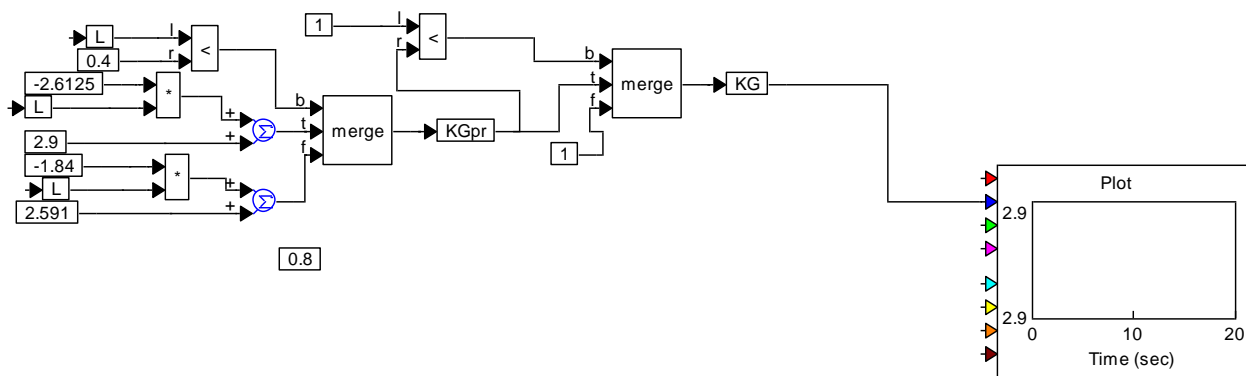 L
l
r
<
0.4
-2.6125
*
L
2.9
+
+
Σ
-1.84
*
L
2.591
+
+
Σ
0.8
b
t
f
merge
KGpr
1
l
r
<
1
b
t
f
merge
KG
Plot
2.9
2.9
0 10 20
Time (sec)